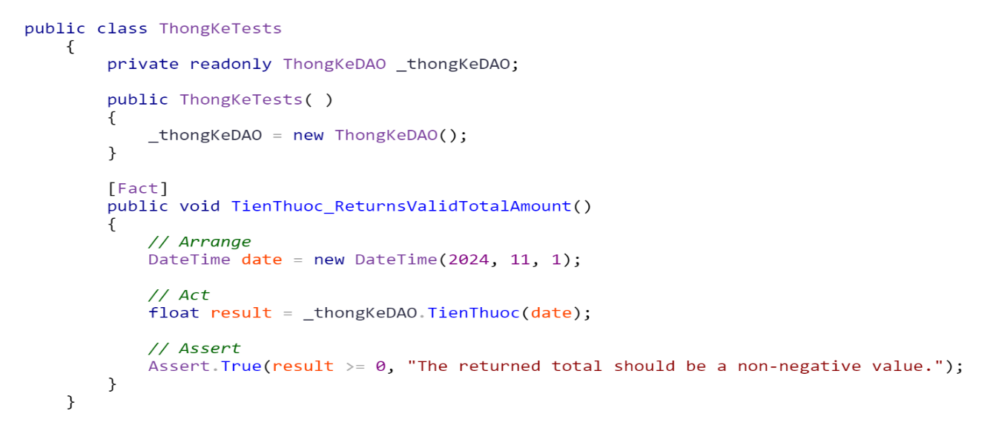 public class ThongKeTests
{
private readonly ThongKeDAO _thongKeDAO;
public ThongKeTests( )
{
_thongKeDAO = new ThongKeDAO();
}
[Fact]
public void TienThuoc_ReturnsValidTotalAmount()
{
// Arrange
DateTime date = new DateTime(2024, 11, 1);
// Act
float result = _thongKeDAO.TienThuoc(date);
// Assert
Assert.True(result >= 0, "The returned total should be a non-negative value.");
}
}